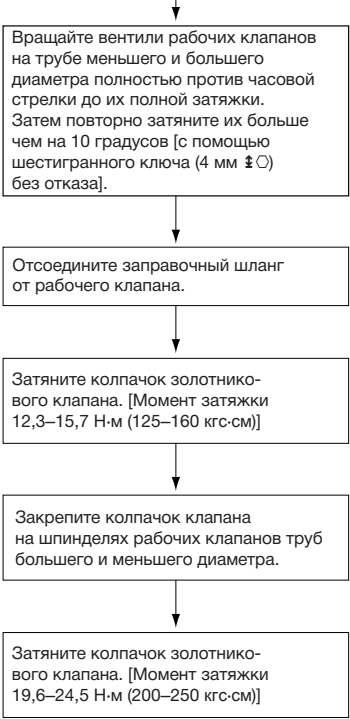 Вращайте вентили рабочих клапанов
на трубе меньшего и большего
диаметра полностью против часовой
стрелки до их полной затяжки.
Затем повторно затяните их больше
чем на 10 градусов [с помощью
шестигранного ключа (4 мм ⬡)
без отказа].
Отсоедините заправочный шланг
от рабочего клапана.
Затяните колпачок золотнико-
вого клапана. [Момент затяжки
12,3–15,7 Н·м (125–160 кгс·см)]
Закрепите колпачок клапана
на шпинделях рабочих клапанов труб
большего и меньшего диаметра.
Затяните колпачок золотнико-
вого клапана. [Момент затяжки
19,6–24,5 Н·м (200–250 кгс·см)]